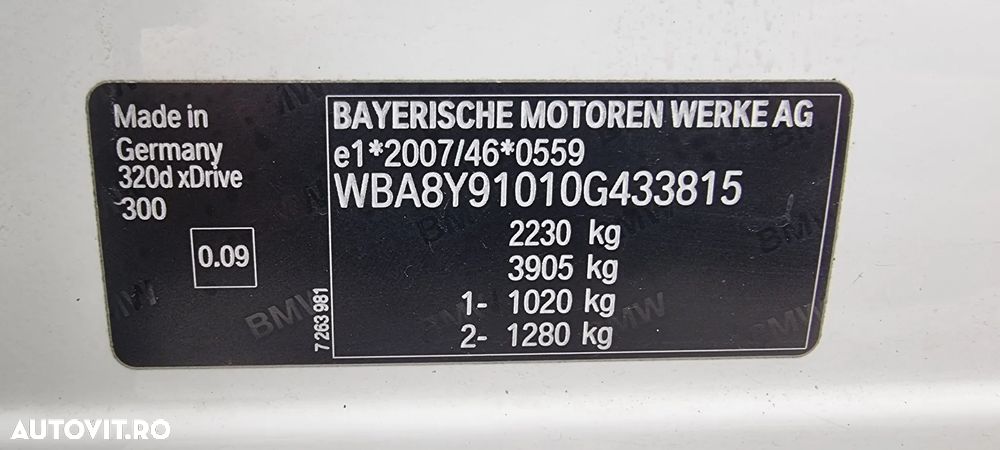 Made in
Germany
320d xDrive
300
0.09
7 263 981
BAYERISCHE MOTOREN WERKE AG
e1*2007/46*0559
WBA8Y91010G433815
2230 kg
3905 kg
1- 1020 kg
2- 1280 kg
BMW
AUTOVIT.RO